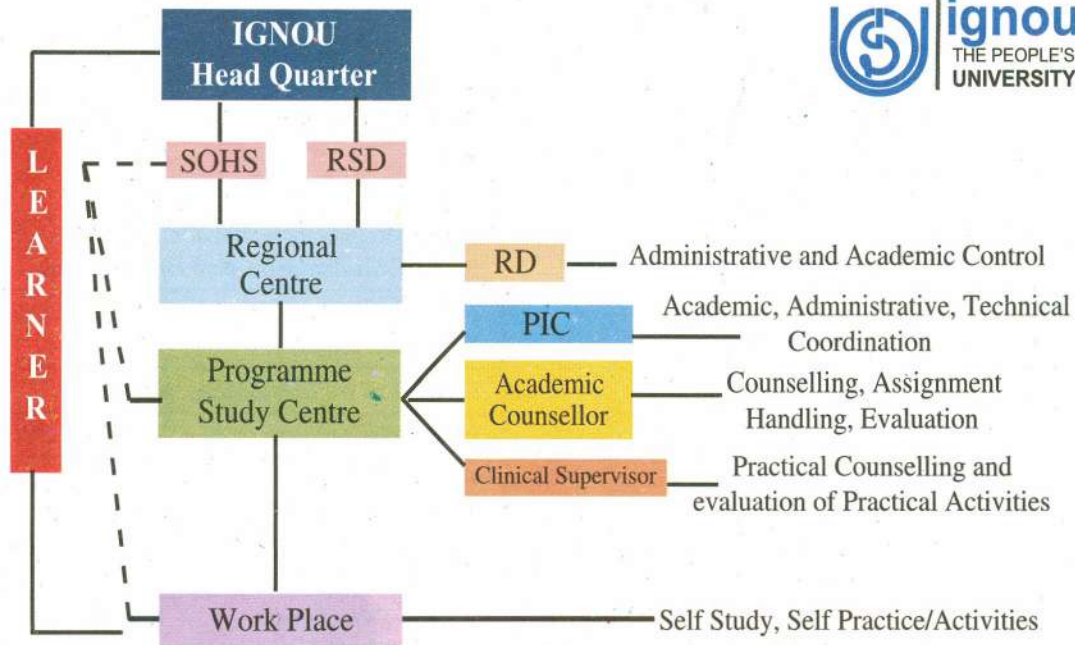 IGNOU
Head Quarter
ignou
THE PEOPLE'S
UNIVERSITY
LEARNER
SOHS
RSD
Regional
Centre
RD
Administrative and Academic Control
PIC
Academic, Administrative, Technical
Coordination
Programme
Study Centre
Academic
Counsellor
Counselling, Assignment
Handling, Evaluation
Clinical Supervisor
Practical Counselling and
evaluation of Practical Activities
Work Place
Self Study, Self Practice/Activities